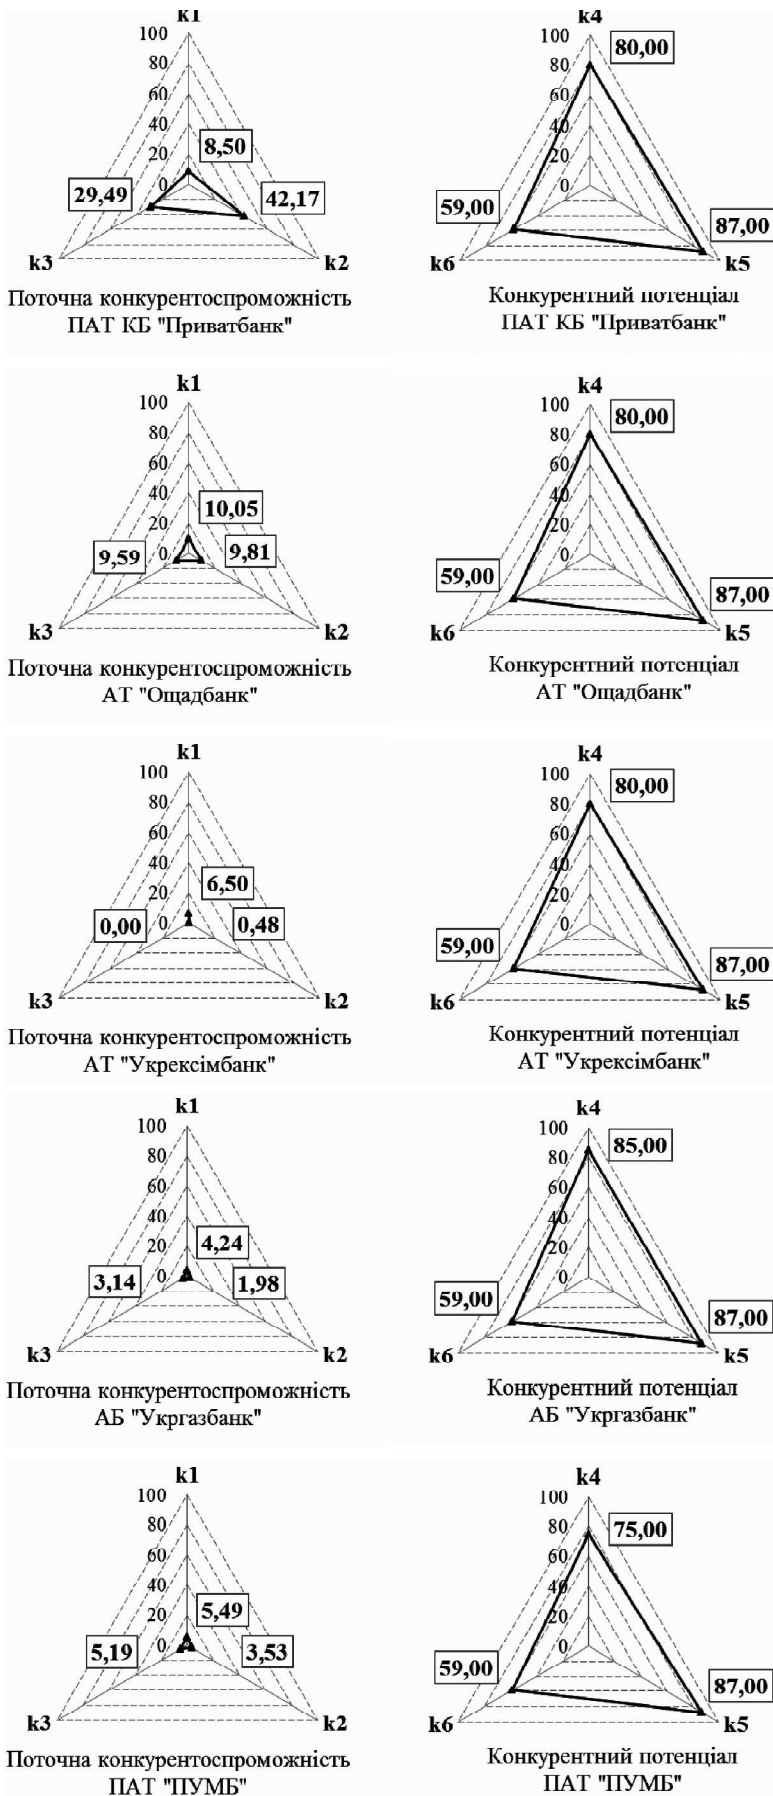 k1
100
80
60
40
20
0
8,50
29,49
42,17
k3
k2
Поточна конкурентоспроможність
ПАТ КБ "Приватбанк"
k4
100
80
60
40
20
0
80,00
59,00
87,00
k6
k5
Конкурентний потенціал
ПАТ КБ "Приватбанк"
k1
100
80
60
40
20
0
10,05
9,59
9,81
k3
k2
Поточна конкурентоспроможність
АТ "Ощадбанк"
k4
100
80
60
40
20
0
80,00
59,00
87,00
k6
k5
Конкурентний потенціал
АТ "Ощадбанк"
k1
100
80
60
40
20
0
6,50
0,00
0,48
k3
k2
Поточна конкурентоспроможність
АТ "Укрексімбанк"
k4
100
80
60
40
20
0
80,00
59,00
87,00
k6
k5
Конкурентний потенціал
АТ "Укрексімбанк"
k1
100
80
60
40
20
0
4,24
3,14
1,98
k3
k2
Поточна конкурентоспроможність
АБ "Укргазбанк"
k4
100
80
60
40
20
0
85,00
59,00
87,00
k6
k5
Конкурентний потенціал
АБ "Укргазбанк"
k1
100
80
60
40
20
0
5,49
5,19
3,53
k3
k2
Поточна конкурентоспроможність
ПАТ "ПУМБ"
k4
100
80
60
40
20
0
75,00
59,00
87,00
k6
k5
Конкурентний потенціал
ПАТ "ПУМБ"